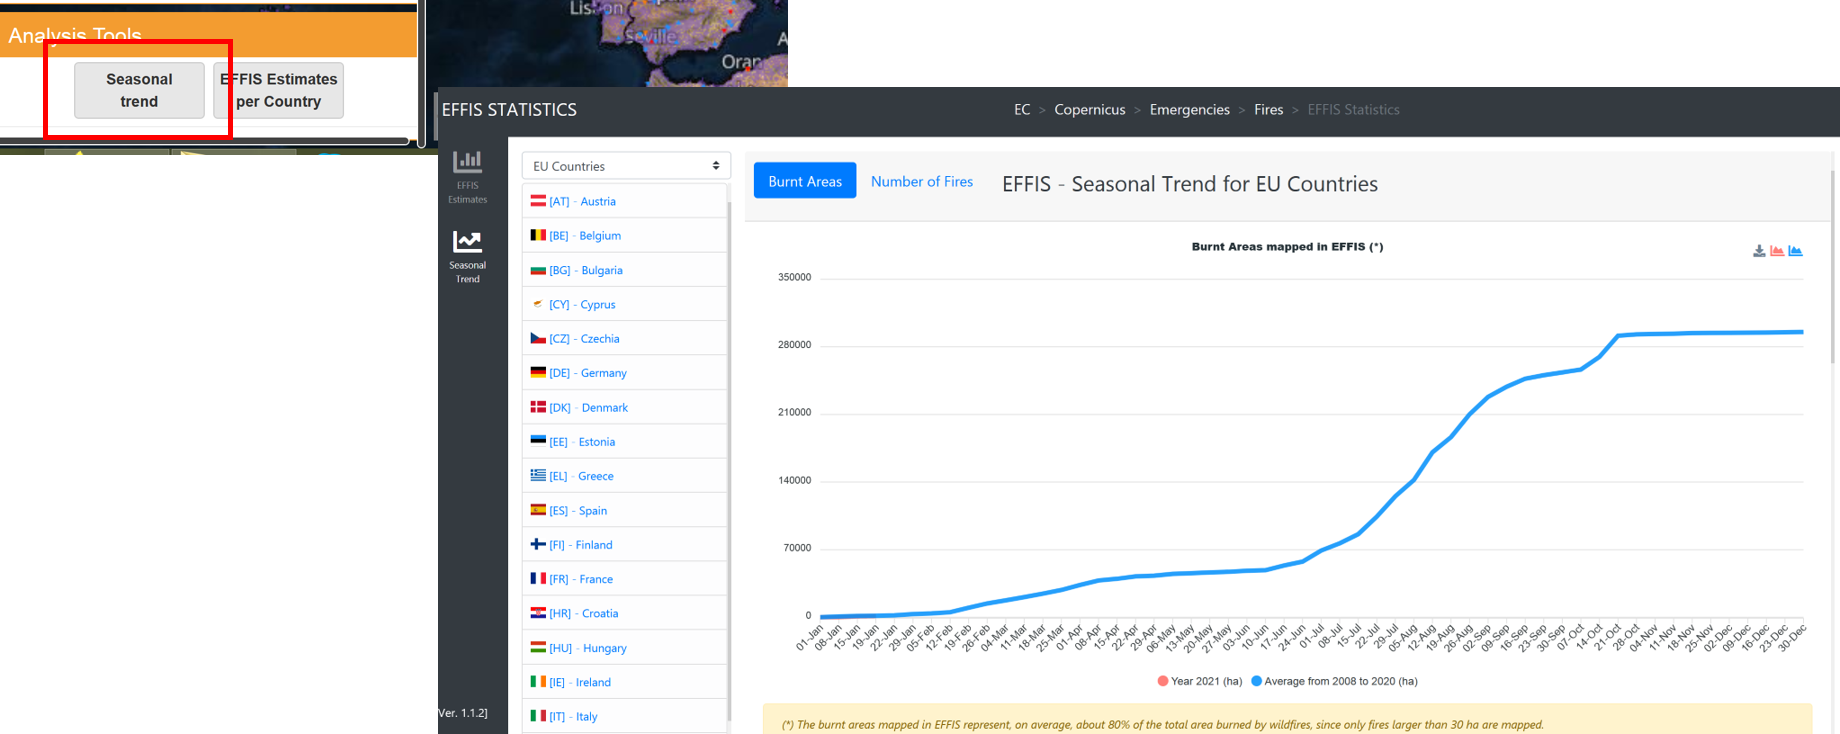 Lisbon
Seville
Oran
Analysis Tools
Seasonal
trend
EFFIS Estimates
per Country
EFFIS STATISTICS
EC > Copernicus > Emergencies > Fires > EFFIS Statistics
EFFIS
Estimates
Seasonal
Trend
Ver. 1.1.2]
EU Countries
[AT] - Austria
[BE] - Belgium
[BG] - Bulgaria
[CY] - Cyprus
[CZ] - Czechia
[DE] - Germany
[DK] - Denmark
[EE] - Estonia
[EL] - Greece
[ES] - Spain
[FI] - Finland
[FR] - France
[HR] - Croatia
[HU] - Hungary
[IE] - Ireland
[IT] - Italy
Burnt Areas Number of Fires EFFIS - Seasonal Trend for EU Countries
Burnt Areas mapped in EFFIS (*)
350000
280000
210000
140000
70000
0
01-Jan 08-Jan 15-Jan 19-Jan 22-Jan 29-Jan 05-Feb 12-Feb 19-Feb 26-Feb 04-Mar 11-Mar 18-Mar 25-Mar 01-Apr 08-Apr 15-Apr 22-Apr 29-Apr 06-May 13-May 20-May 27-May 03-Jun 10-Jun 17-Jun 24-Jun 01-Jul 08-Jul 15-Jul 22-Jul 29-Jul 05-Aug 12-Aug 19-Aug 26-Aug 02-Sep 09-Sep 16-Sep 23-Sep 30-Sep 07-Oct 14-Oct 21-Oct 28-Oct 04-Nov 11-Nov 18-Nov 25-Nov 02-Dec 09-Dec 16-Dec 23-Dec 30-Dec
Year 2021 (ha) Average from 2008 to 2020 (ha)
(*) The burnt areas mapped in EFFIS represent, on average, about 80% of the total area burned by wildfires, since only fires larger than 30 ha are mapped.